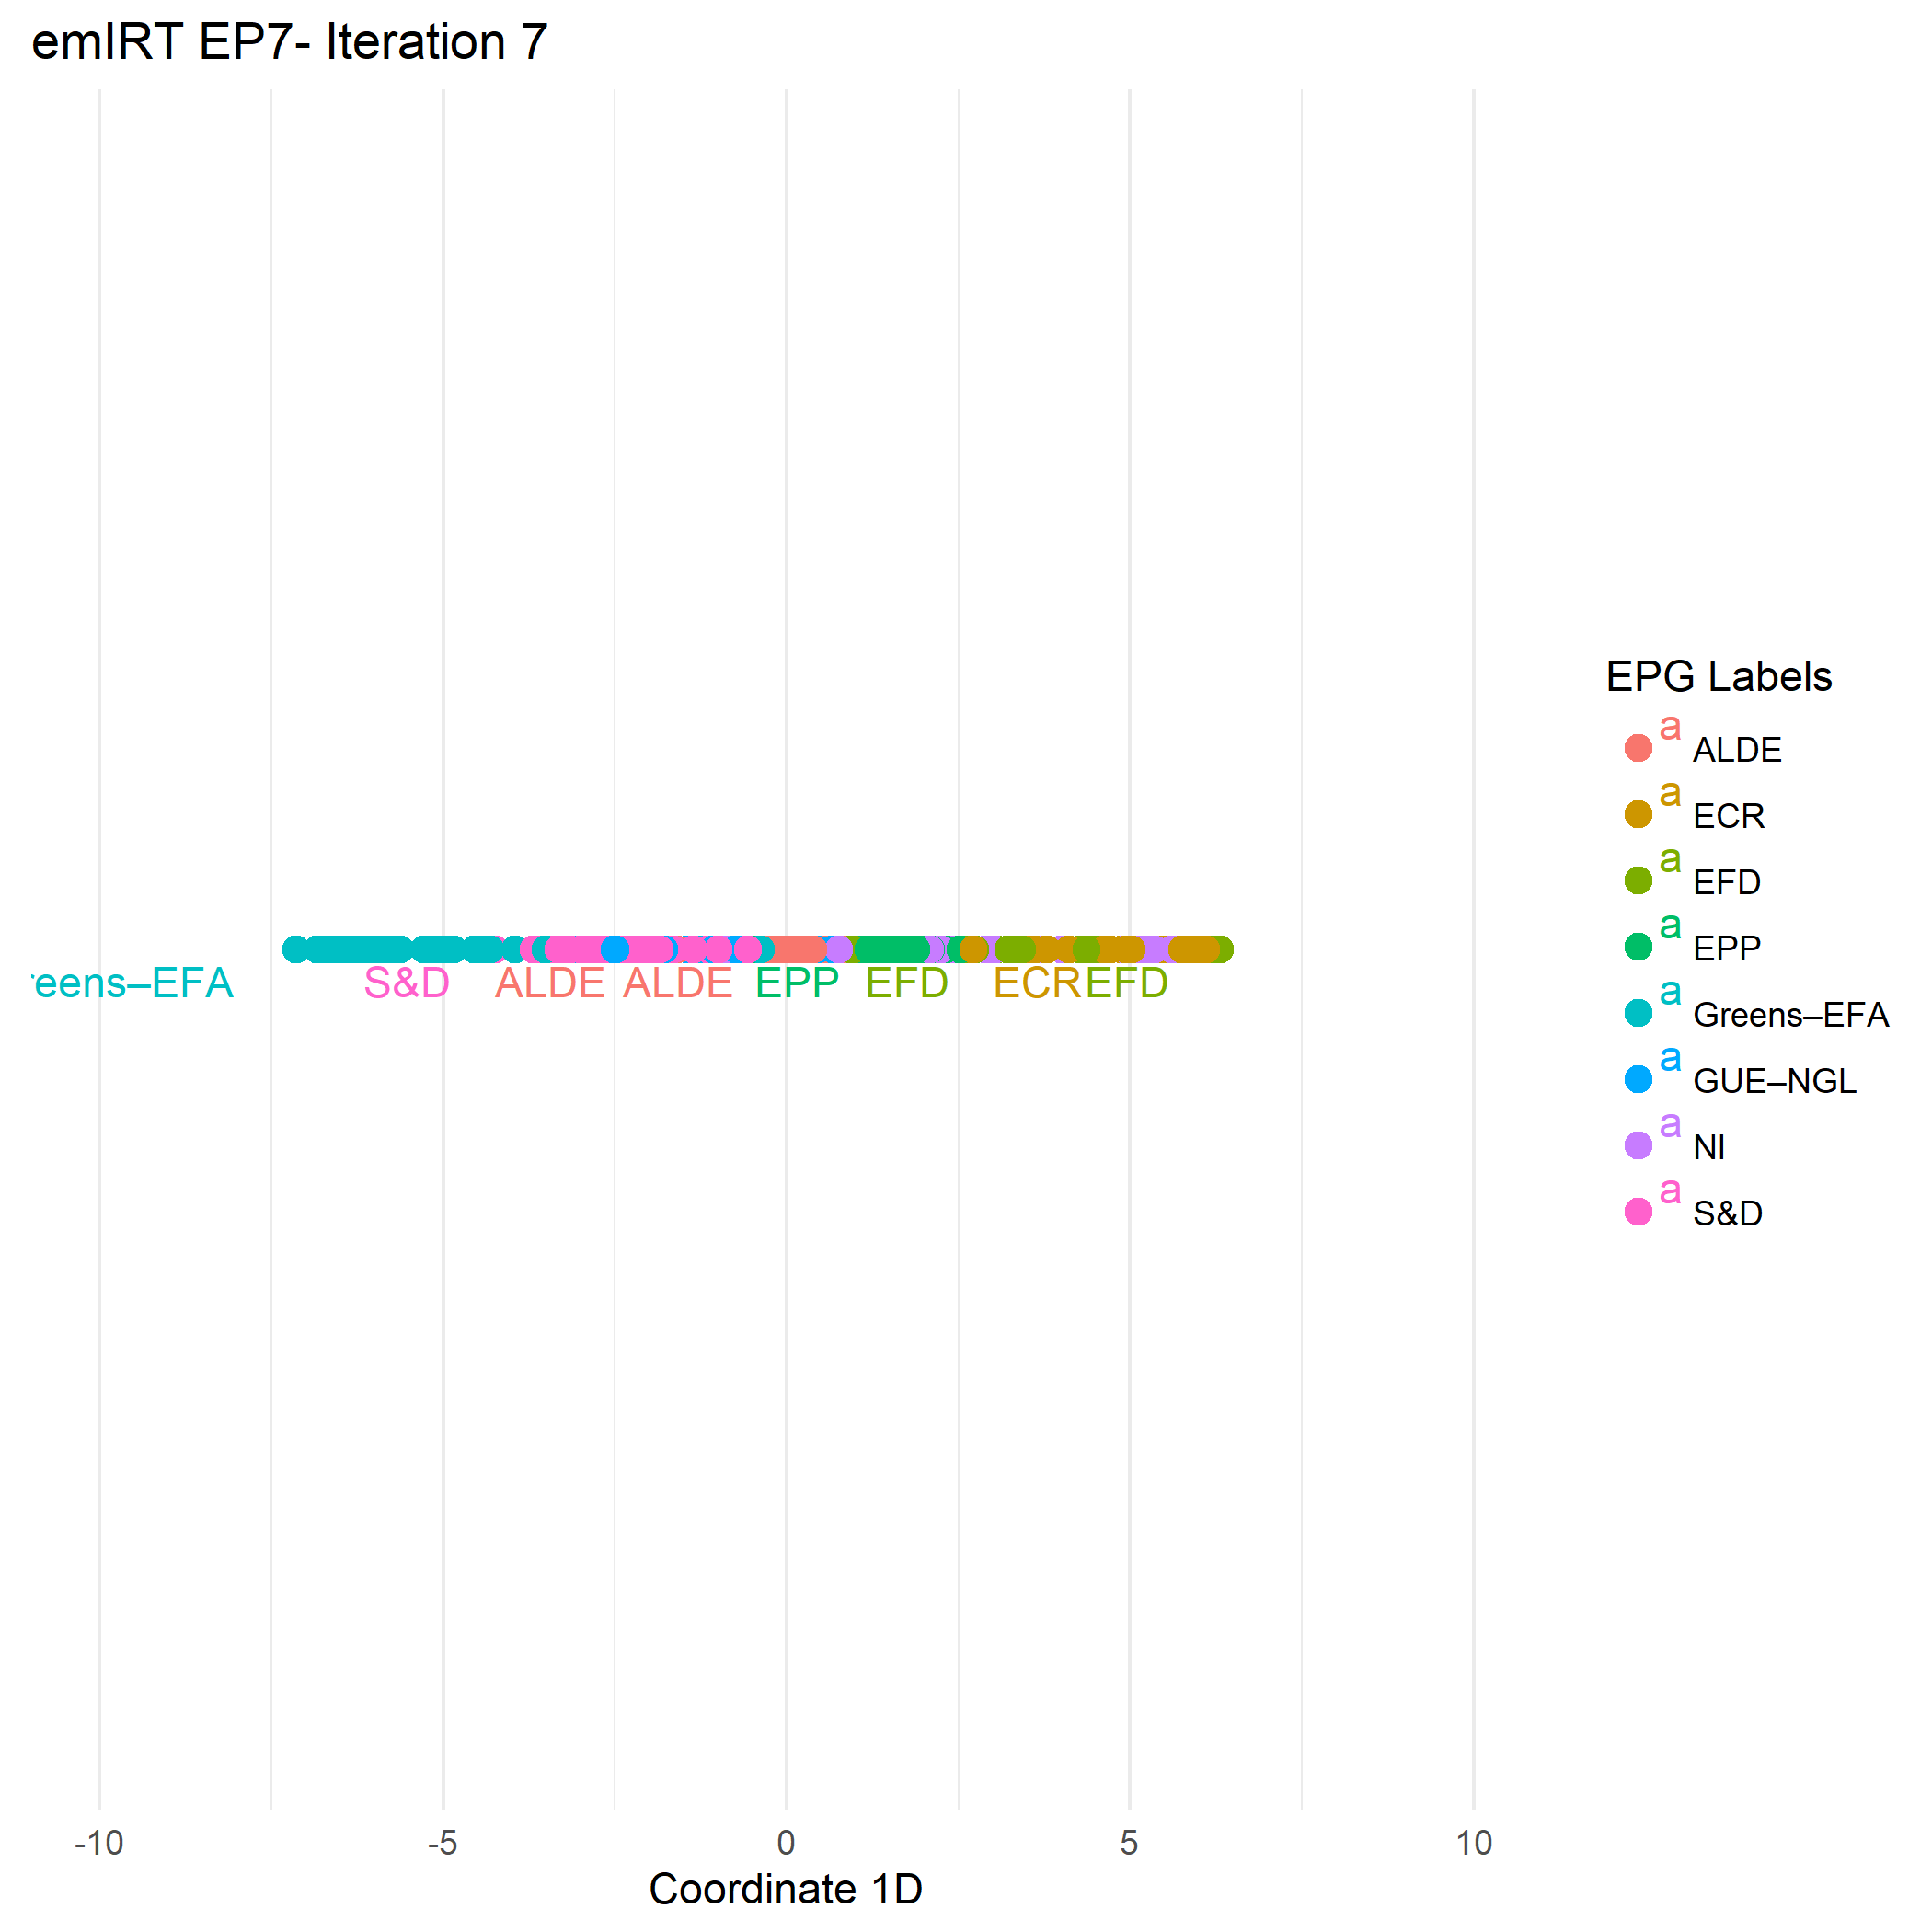 emIRT EP7- Iteration 7
eens–EFA S&D ALDE ALDE EPP EFD ECR EFD
-10 -5 0 5 10
Coordinate 1D
EPG Labels
a ALDE
a ECR
a EFD
a EPP
a Greens–EFA
a GUE–NGL
a NI
a S&D